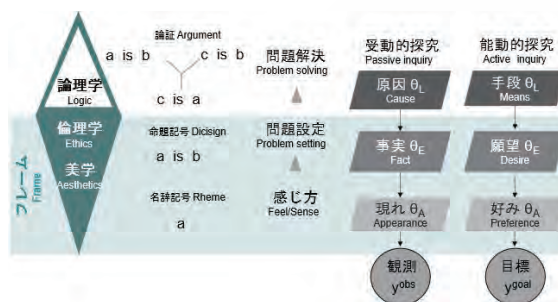 論証 Argument
a is b
c is b
c is a
論理学
Logic
倫理学
Ethics
美学
Aesthetics
フレーム
Frame
命題記号 Dicisign
a is b
名辞記号 Rheme
a
問題解決
Problem solving
問題設定
Problem setting
感じ方
Feel/Sense
受動的探究
Passive inquiry
原因 θL
Cause
事実 θE
Fact
現れ θA
Appearance
観測
y^obs
能動的探究
Active inquiry
手段 θL
Means
願望 θE
Desire
好み θA
Preference
目標
y^goal